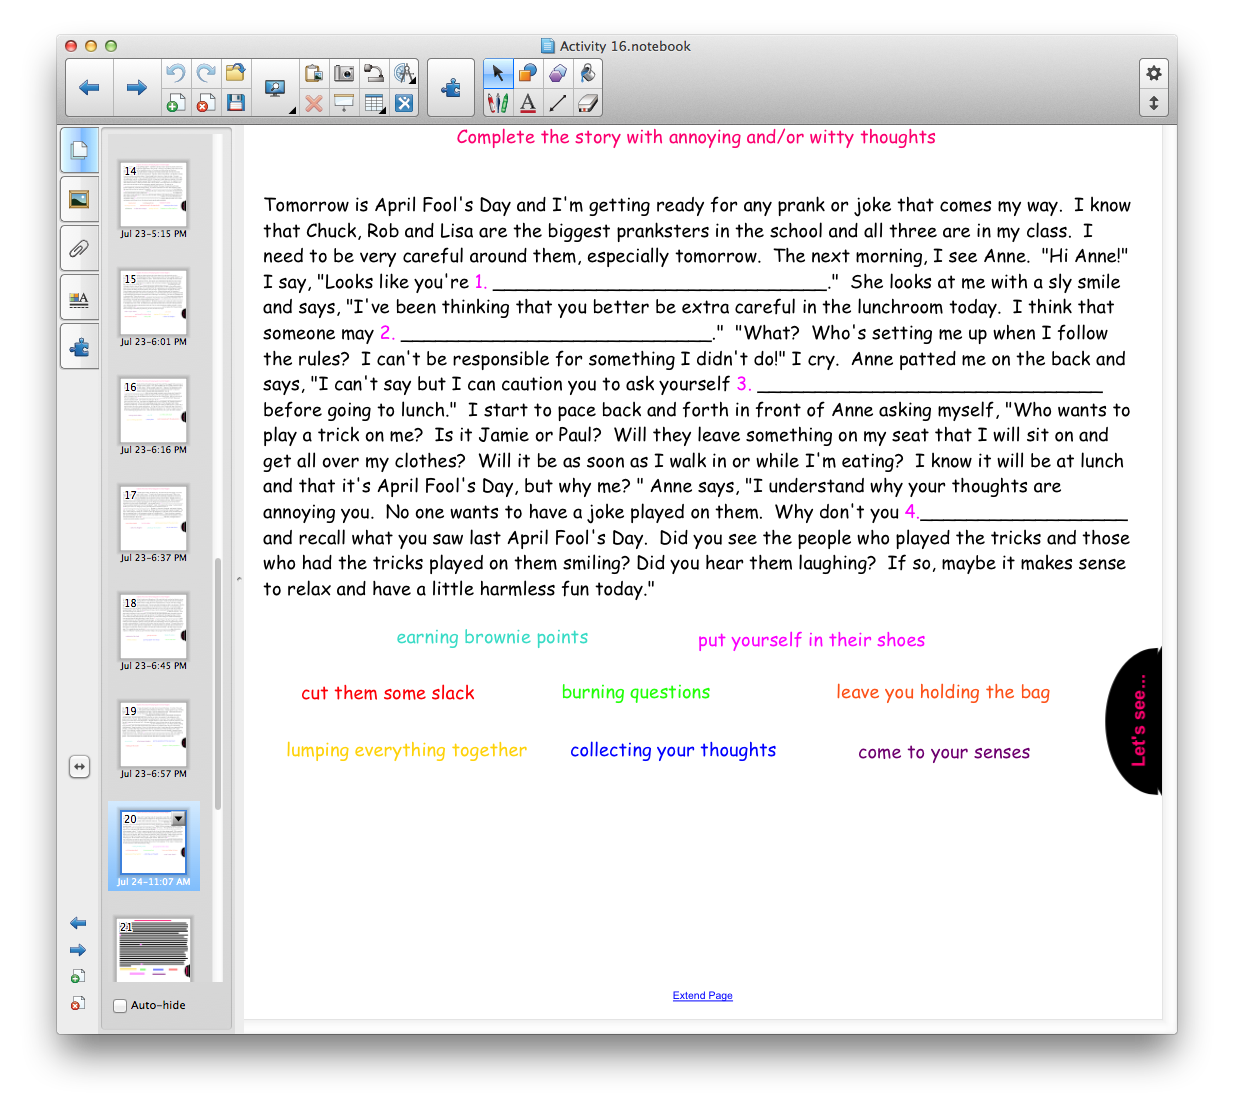 Activity 16.notebook
14
Jul 23-5:15 PM
15
Jul 23-6:01 PM
16
Jul 23-6:16 PM
17
Jul 23-6:37 PM
18
Jul 23-6:45 PM
19
Jul 23-6:57 PM
20
Jul 24-11:07 AM
21
Auto-hide
Complete the story with annoying and/or witty thoughts
Tomorrow is April Fool's Day and I'm getting ready for any prank or joke that comes my way.  I know
that Chuck, Rob and Lisa are the biggest pranksters in the school and all three are in my class.  I
need to be very careful around them, especially tomorrow.  The next morning, I see Anne.  "Hi Anne!"
I say, "Looks like you're 1. ______________________________."  She looks at me with a sly smile
and says, "I've been thinking that you better be extra careful in the lunchroom today.  I think that
someone may 2. ____________________________."  "What?  Who's setting me up when I follow
the rules?  I can't be responsible for something I didn't do!" I cry.  Anne patted me on the back and
says, "I can't say but I can caution you to ask yourself 3. _______________________________
before going to lunch."  I start to pace back and forth in front of Anne asking myself, "Who wants to
play a trick on me?  Is it Jamie or Paul?  Will they leave something on my seat that I will sit on and
get all over my clothes?  Will it be as soon as I walk in or while I'm eating?  I know it will be at lunch
and that it's April Fool's Day, but why me? " Anne says, "I understand why your thoughts are
annoying you.  No one wants to have a joke played on them.  Why don't you 4.___________________
and recall what you saw last April Fool's Day.  Did you see the people who played the tricks and those
who had the tricks played on them smiling? Did you hear them laughing?  If so, maybe it makes sense
to relax and have a little harmless fun today."
earning brownie points
put yourself in their shoes
cut them some slack
burning questions
leave you holding the bag
lumping everything together
collecting your thoughts
come to your senses
Let's see...
Extend Page